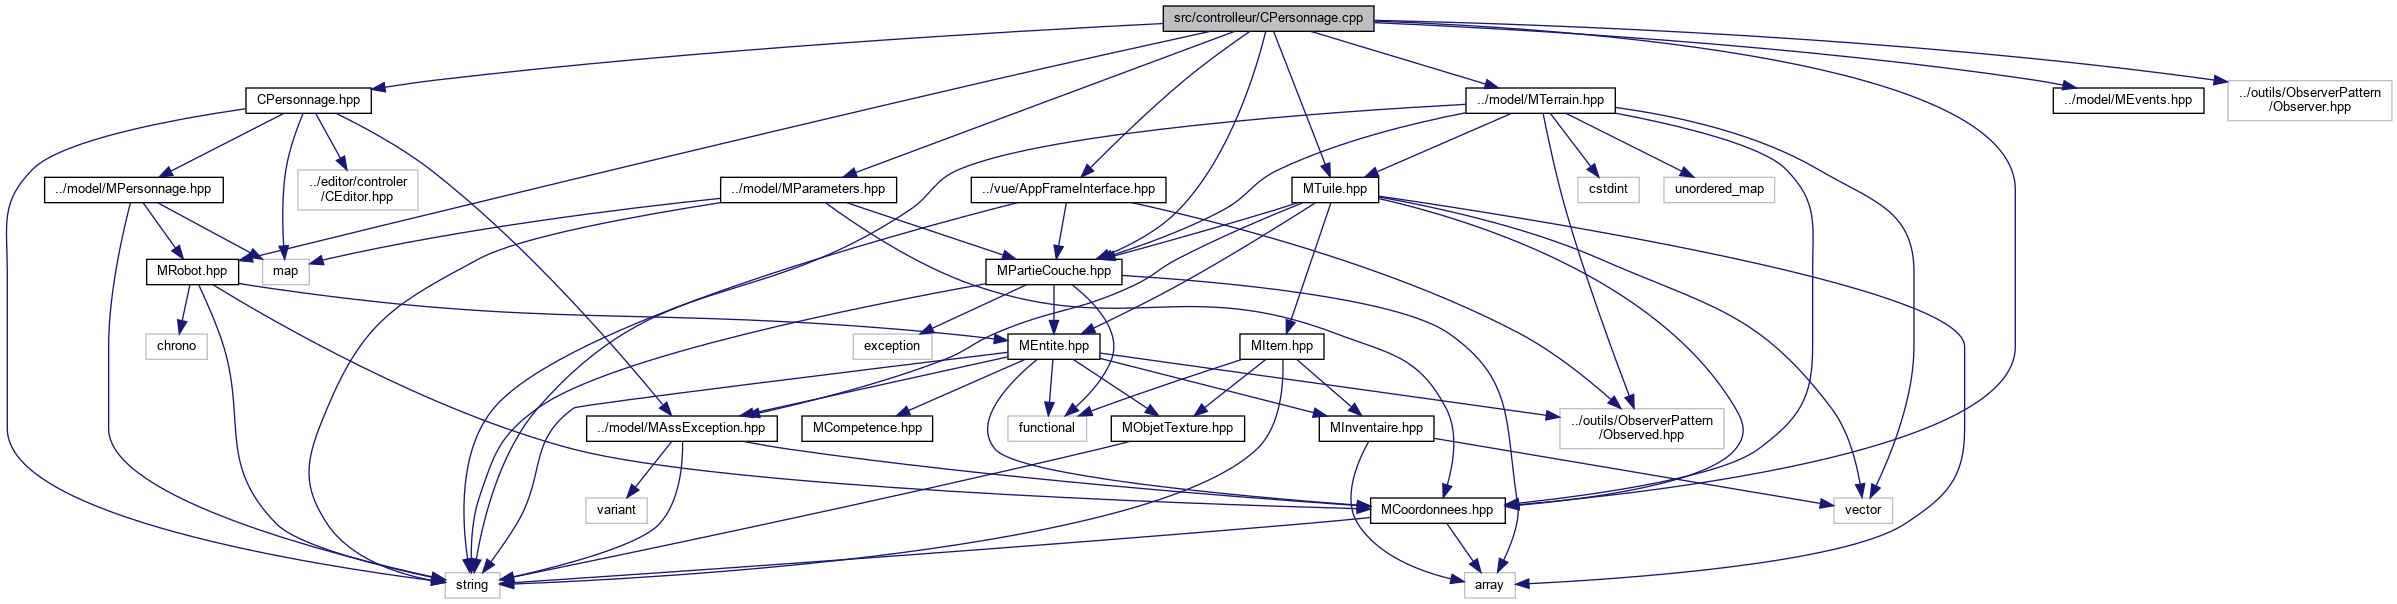 src/controlleur/CPersonnage.cpp
CPersonnage.hpp
../model/MTerrain.hpp
../model/MEvents.hpp
../outils/ObserverPattern
/Observer.hpp
../model/MPersonnage.hpp
../editor/controler
/CEditor.hpp
../model/MParameters.hpp
../vue/AppFrameInterface.hpp
MTuile.hpp
cstdint
unordered_map
MRobot.hpp
map
MPartieCouche.hpp
chrono
exception
MEntite.hpp
MItem.hpp
../model/MAssException.hpp
MCompetence.hpp
functional
MObjetTexture.hpp
MInventaire.hpp
../outils/ObserverPattern
/Observed.hpp
variant
MCoordonnees.hpp
vector
string
array